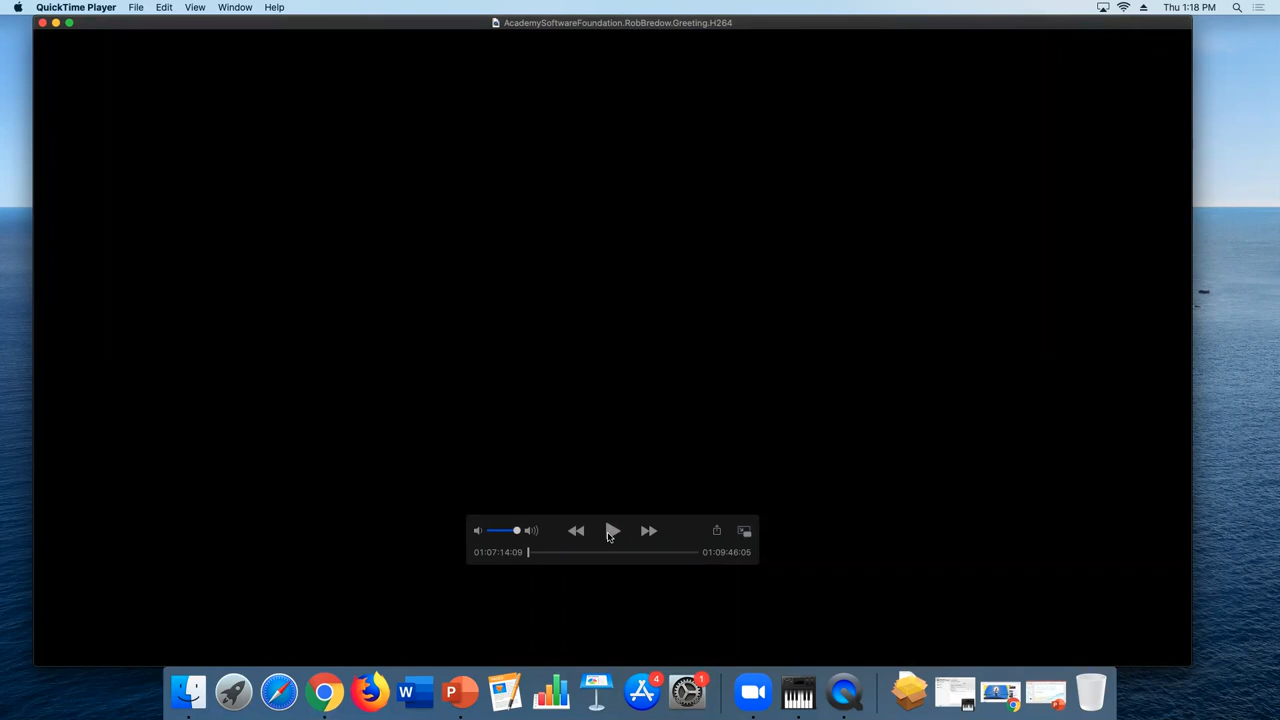 QuickTime Player File Edit View Window Help Thu 1:18 PM
AcademySoftwareFoundation.RobBredow.Greeting.H264
01:07:14:09 01:09:46:05
4 1
W P